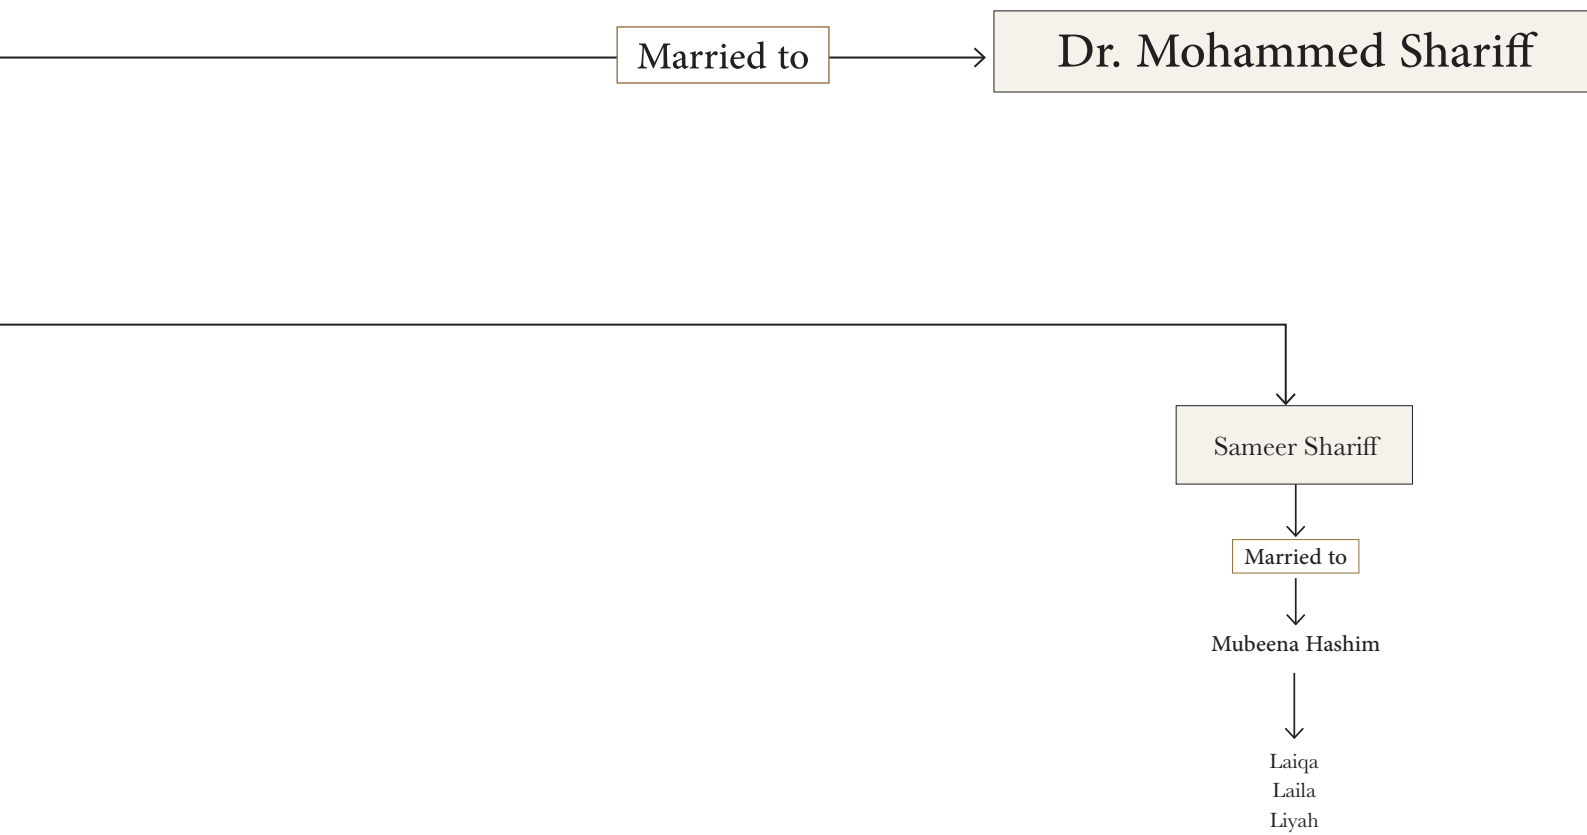 Married to
Dr. Mohammed Shariff
Sameer Shariff
Married to
Mubeena Hashim
Laiqa
Laila
Liyah